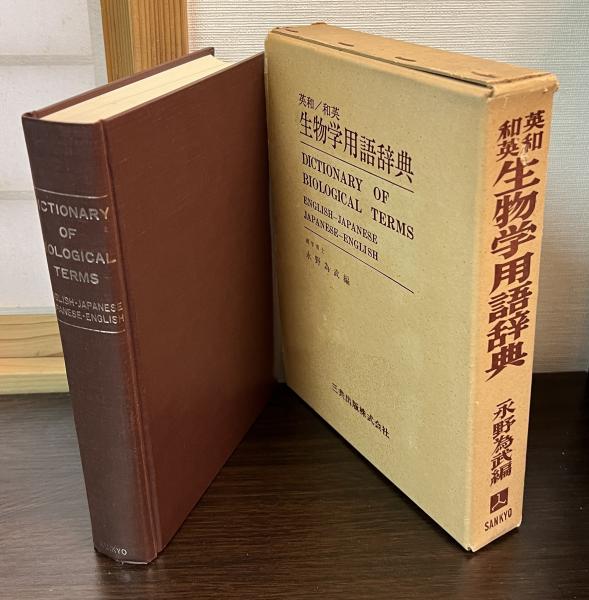 DICTIONARY
OF
BIOLOGICAL
TERMS
ENGLISH-JAPANESE
JAPANESE-ENGLISH
SANKYO
英和/和英
生物学用語辞典
DICTIONARY OF
BIOLOGICAL TERMS
ENGLISH-JAPANESE
JAPANESE-ENGLISH
永野為武編
三共出版株式会社
英和
和英
生物学用語辞典
永野為武編
SANKYO